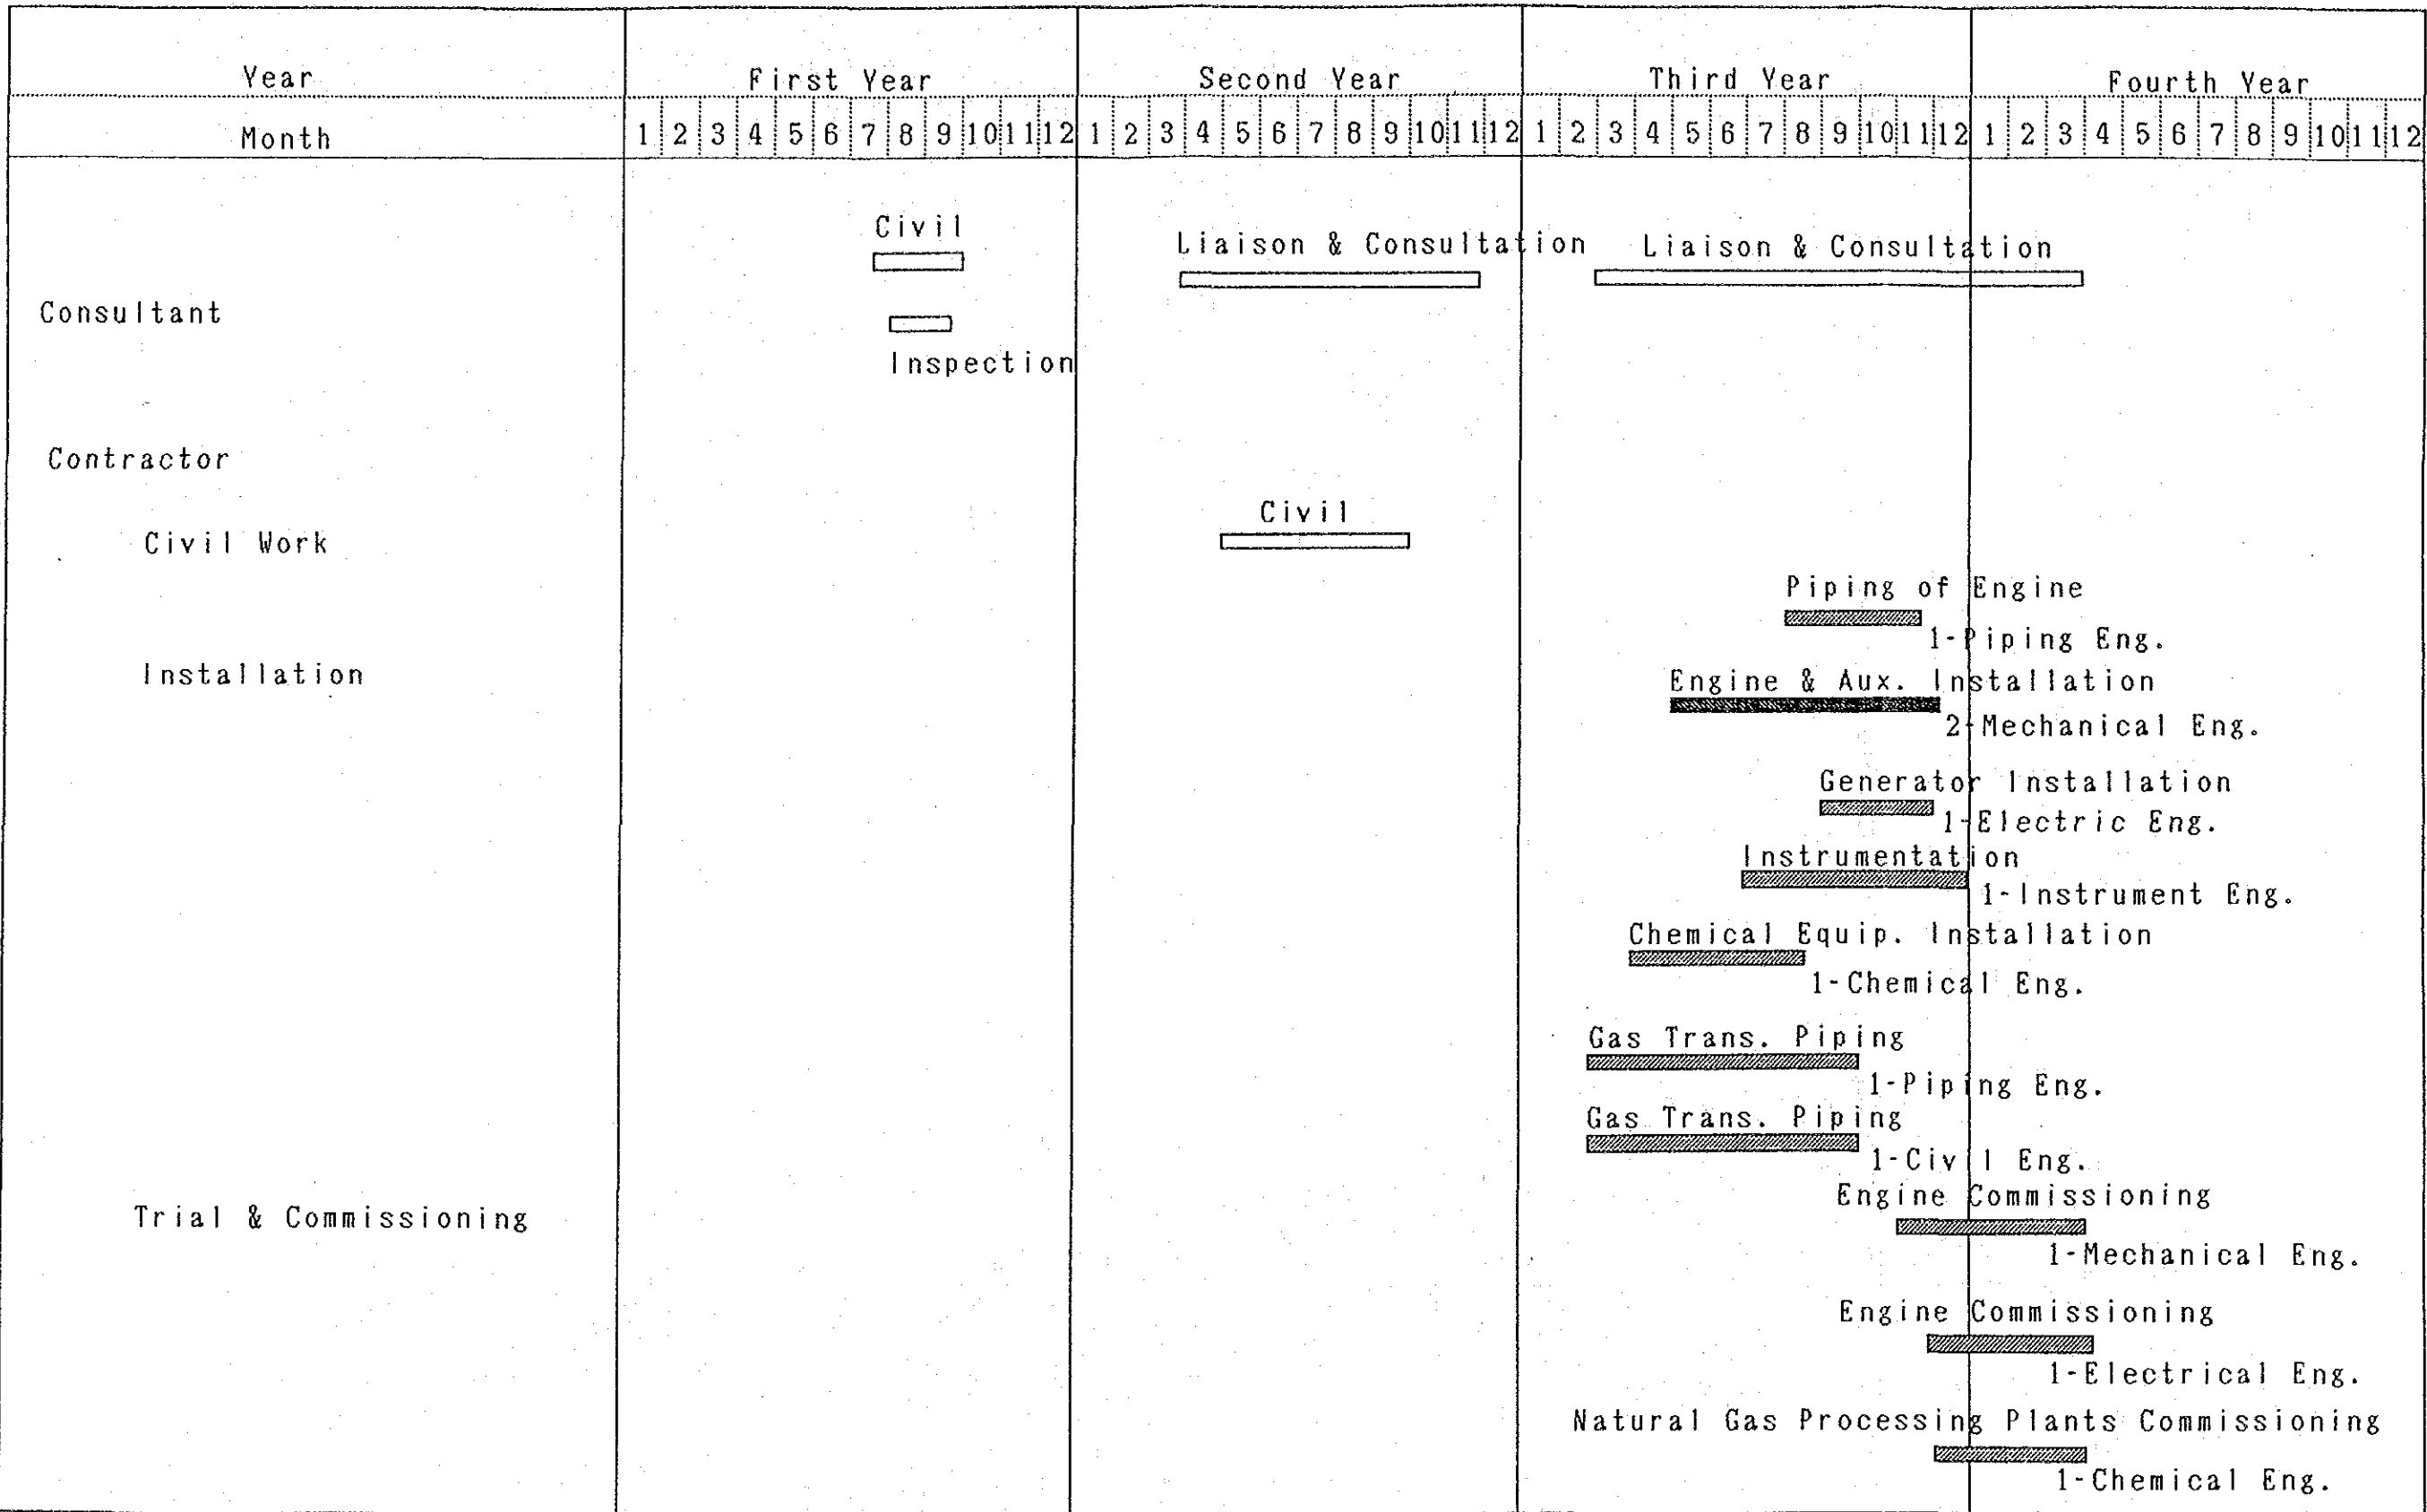 Year First Year Second Year Third Year Fourth Year
Month 1 2 3 4 5 6 7 8 9 10 11 12 1 2 3 4 5 6 7 8 9 10 11 12 1 2 3 4 5 6 7 8 9 10 11 12 1 2 3 4 5 6 7 8 9 10 11 12
Civil
Liaison & Consultation Liaison & Consultation
Consultant
Inspection
Contractor
Civil
Civil Work
Piping of Engine
1-Piping Eng.
Installation
Engine & Aux. Installation
2-Mechanical Eng.
Generator Installation
1-Electric Eng.
Instrumentation
1-Instrument Eng.
Chemical Equip. Installation
1-Chemical Eng.
Gas Trans. Piping
1-Piping Eng.
Gas Trans. Piping
1-Civil Eng.
Engine Commissioning
Trial & Commissioning
1-Mechanical Eng.
Engine Commissioning
1-Electrical Eng.
Natural Gas Processing Plants Commissioning
1-Chemical Eng.